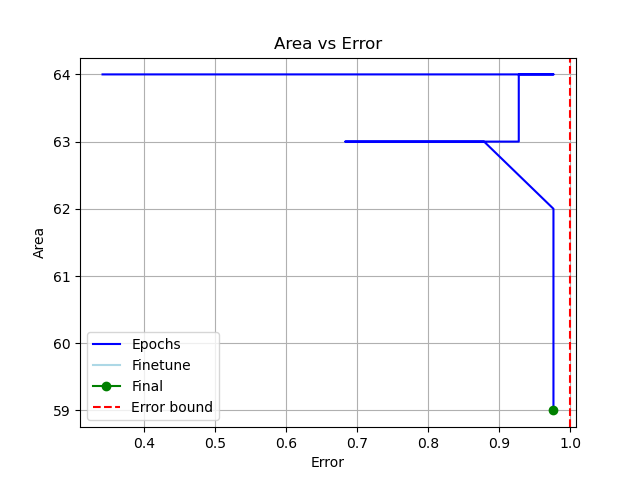 Area vs Error
64
63
62
61
60
59
Area
Epochs
Finetune
Final
Error bound
0.4 0.5 0.6 0.7 0.8 0.9 1.0
Error